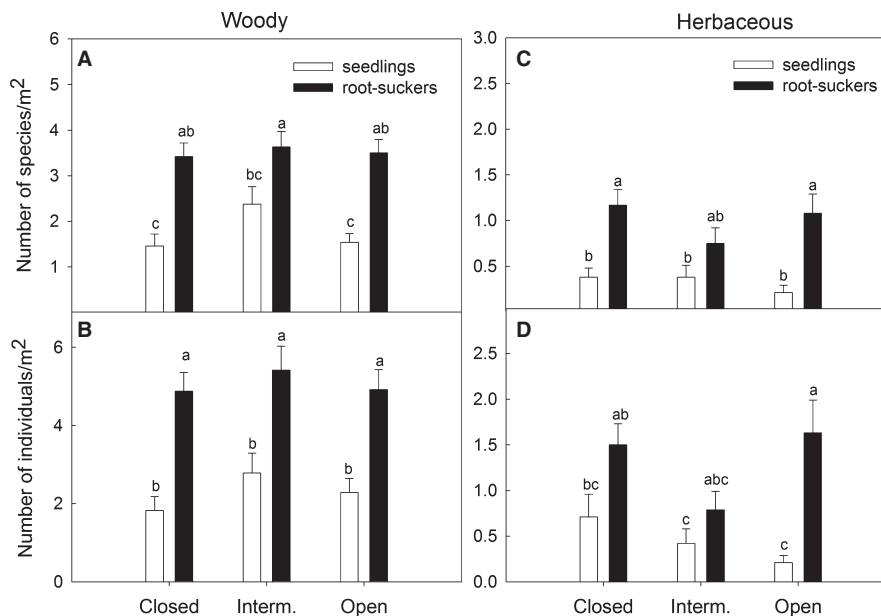 Woody
Herbaceous
A
6
5
4
3
2
1
Number of species/m2
seedlings
root-suckers
c
ab
bc
a
c
ab
C
3.0
2.5
2.0
1.5
1.0
0.5
seedlings
root-suckers
b
a
b
ab
b
a
B
6
4
2
0
Number of individuals/m2
b
a
b
a
b
a
Closed
Interm.
Open
D
2.5
2.0
1.5
1.0
0.5
0.0
bc
ab
c
abc
c
a
Closed
Interm.
Open